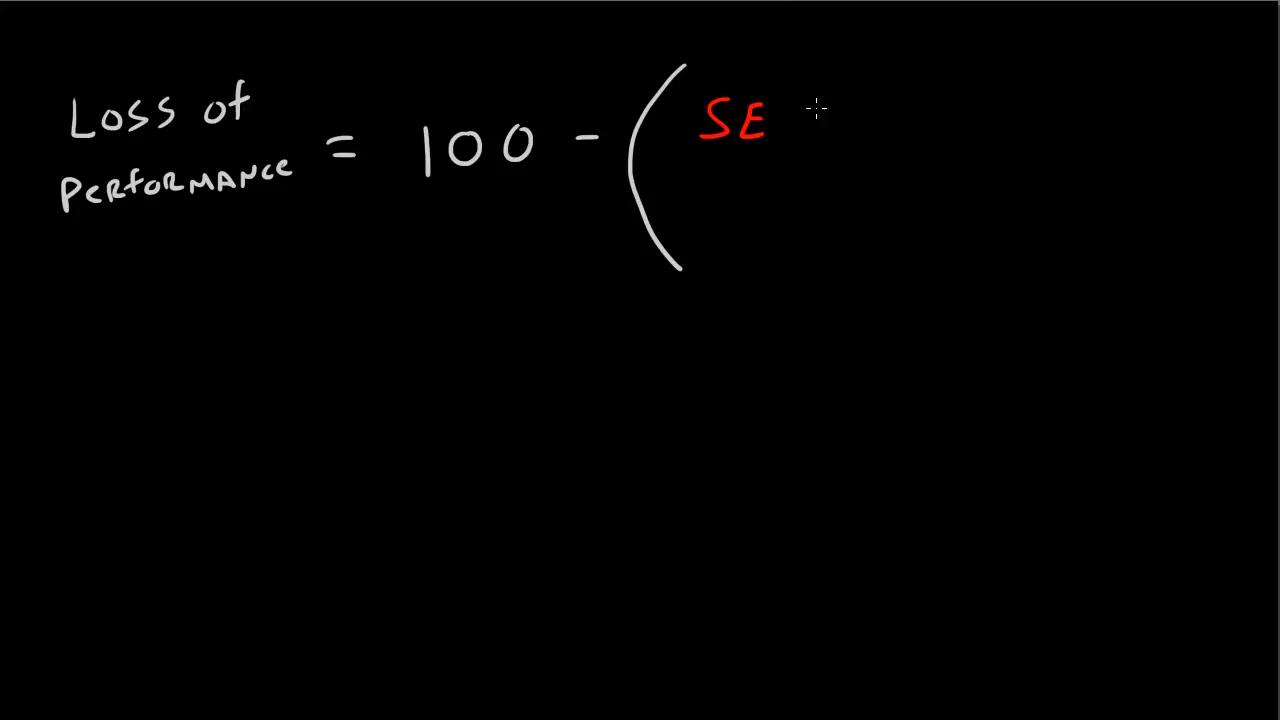 Loss of
PERFORMANCE = 100 - ( SE